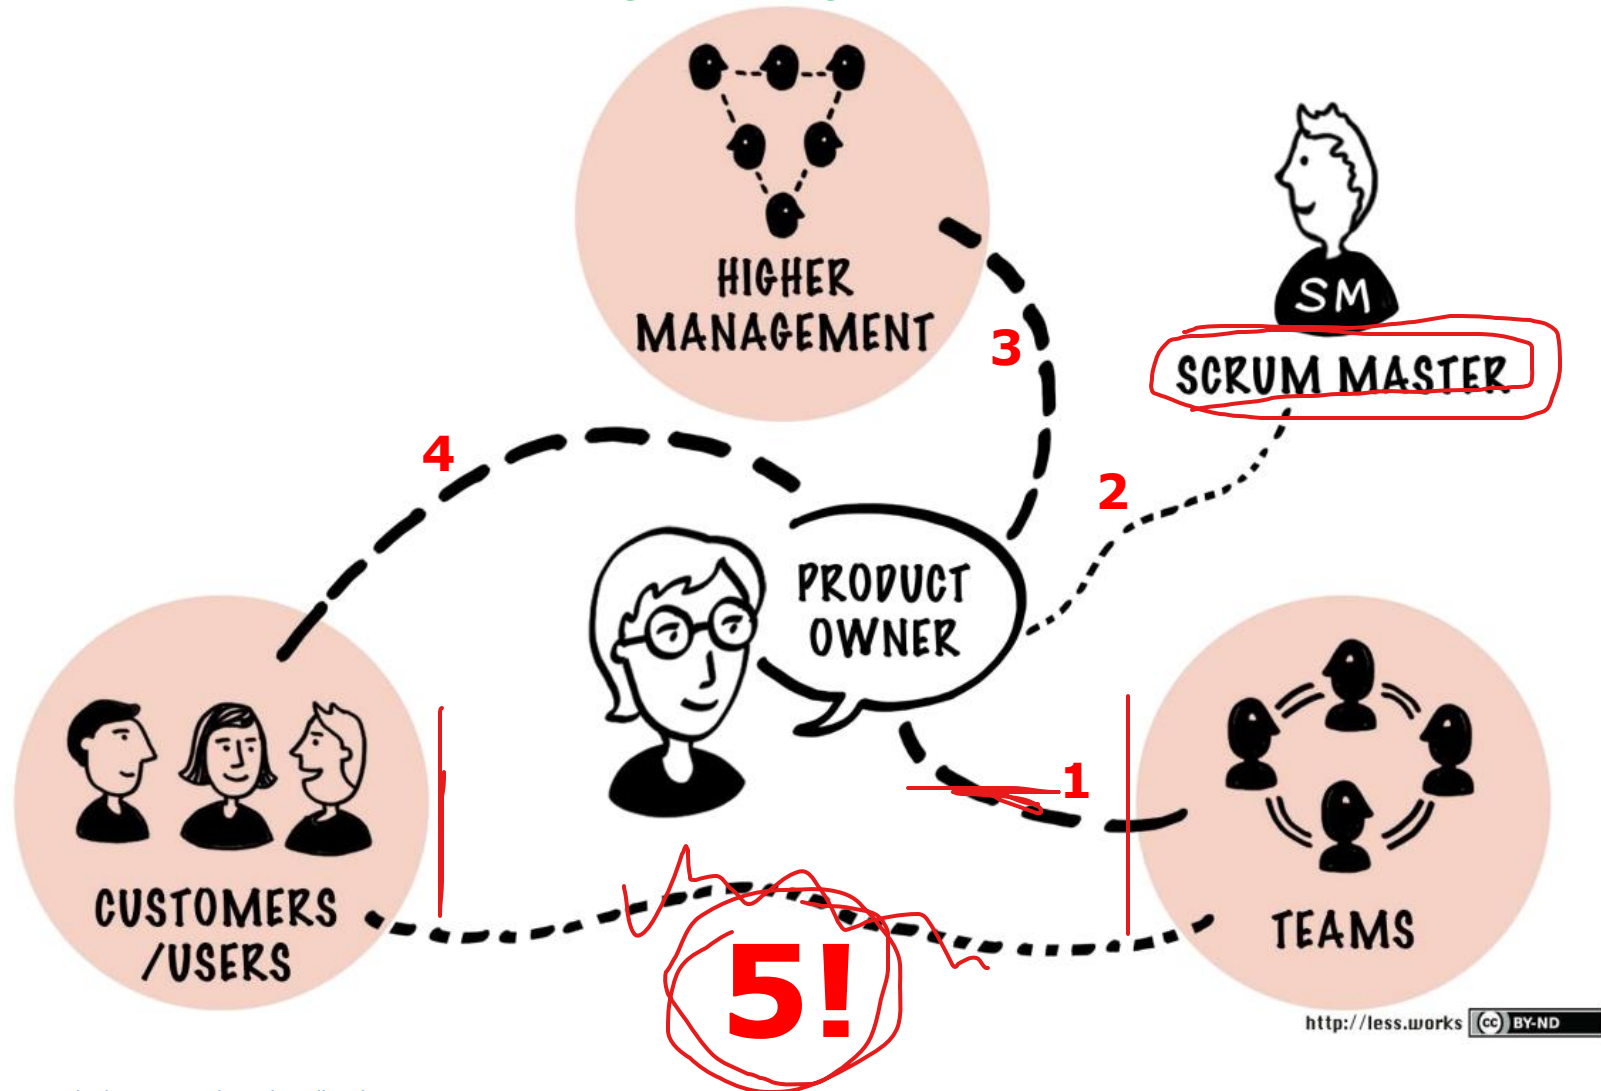 HIGHER
MANAGEMENT
SM
SCRUM MASTER
3
4
2
PRODUCT
OWNER
1
CUSTOMERS
/USERS
TEAMS
5!
http://less.works (cc) BY-ND